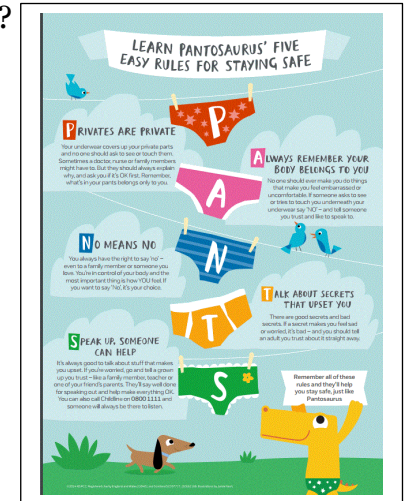 ?
LEARN PANTOSAURUS' FIVE
EASY RULES FOR STAYING SAFE
P
PRIVATES ARE PRIVATE
Your underwear covers up your private parts
and no one should ask to see or touch them.
Sometimes a doctor, nurse or family members
might have to. But they should always explain
why, and ask you if it's OK first. Remember,
what's in your pants belongs only to you.
A
ALWAYS REMEMBER YOUR
BODY BELONGS TO YOU
No one should ever make you do things
that make you feel embarrassed or
uncomfortable. If someone asks to see
or tries to touch you underneath your
underwear say 'NO' – and tell someone
you trust and like to speak to.
N
NO MEANS NO
You always have the right to say 'no' –
even to a family member or someone you
love. You're in control of your body and the
most important thing is how YOU feel. If
you want to say 'No', it's your choice.
T
TALK ABOUT SECRETS
THAT UPSET YOU
There are good secrets and bad
secrets. If a secret makes you feel sad
or worried, it's bad – and you should tell
an adult you trust about it straight away.
S
SPEAK UP, SOMEONE
CAN HELP
It's always good to talk about stuff that makes
you upset. If you're worried, go and tell a grown
up you trust – like a family member, teacher or
one of your friend's parents. They'll say well done
for speaking out and help make everything OK.
You can also call Childline on 0800 1111 and
someone will always be there to listen.
Remember all of these
rules and they'll help
you stay safe, just like
Pantosaurus